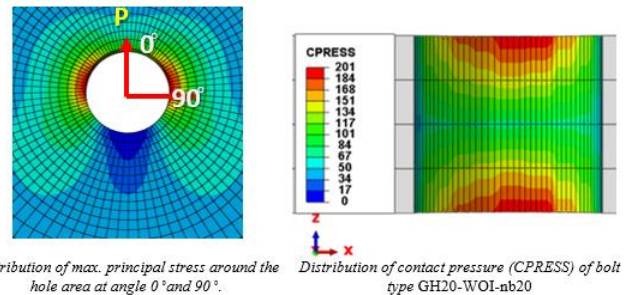 P
0°
90°
CPRESS
201
184
168
151
134
117
101
84
67
50
34
17
0
Z
X
ribution of max. principal stress around the
hole area at angle 0°and 90°.
Distribution of contact pressure (CPRESS) of bolt
type GH20-WOI-nb20